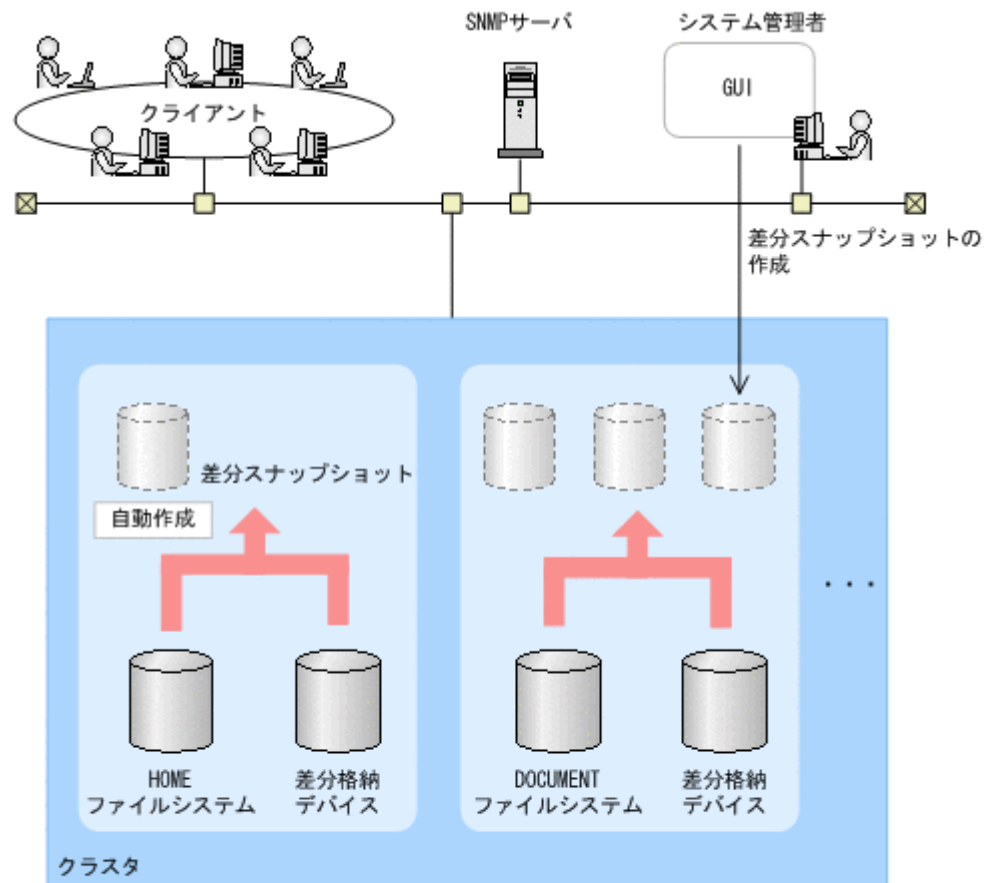 SNMPサーバ
システム管理者
GUI
クライアント
差分スナップショットの
作成
差分スナップショット
自動作成
・・・
HOME
ファイルシステム
差分格納
デバイス
DOCUMENT
ファイルシステム
差分格納
デバイス
クラスタ